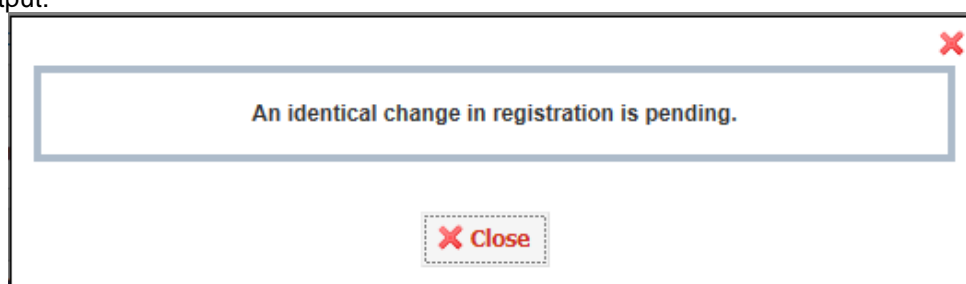 An identical change in registration is pending.
Close